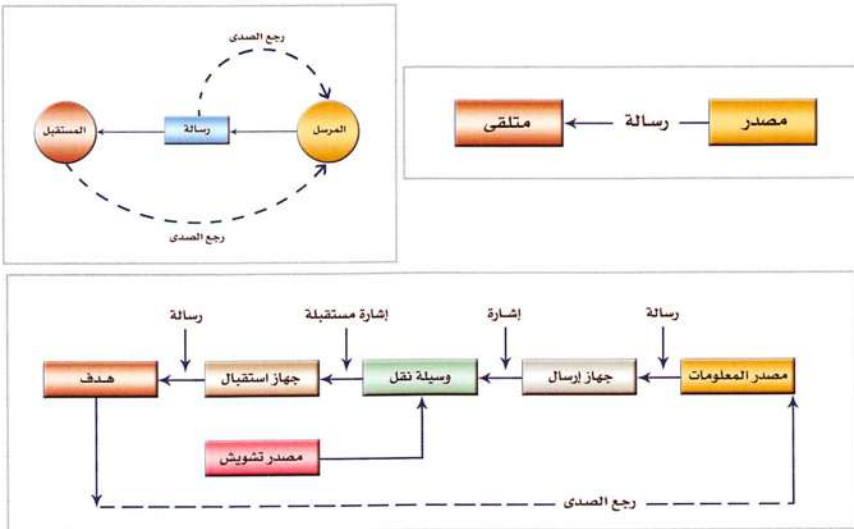 مصدر
رسالة
متلقى
رجع الصدى
المرسل
رسالة
المستقبل
رجع الصدى
رسالة
إشارة
إشارة مستقبلة
رسالة
مصدر المعلومات
جهاز إرسال
وسيلة نقل
جهاز استقبال
هدف
مصدر تشويش
رجع الصدى